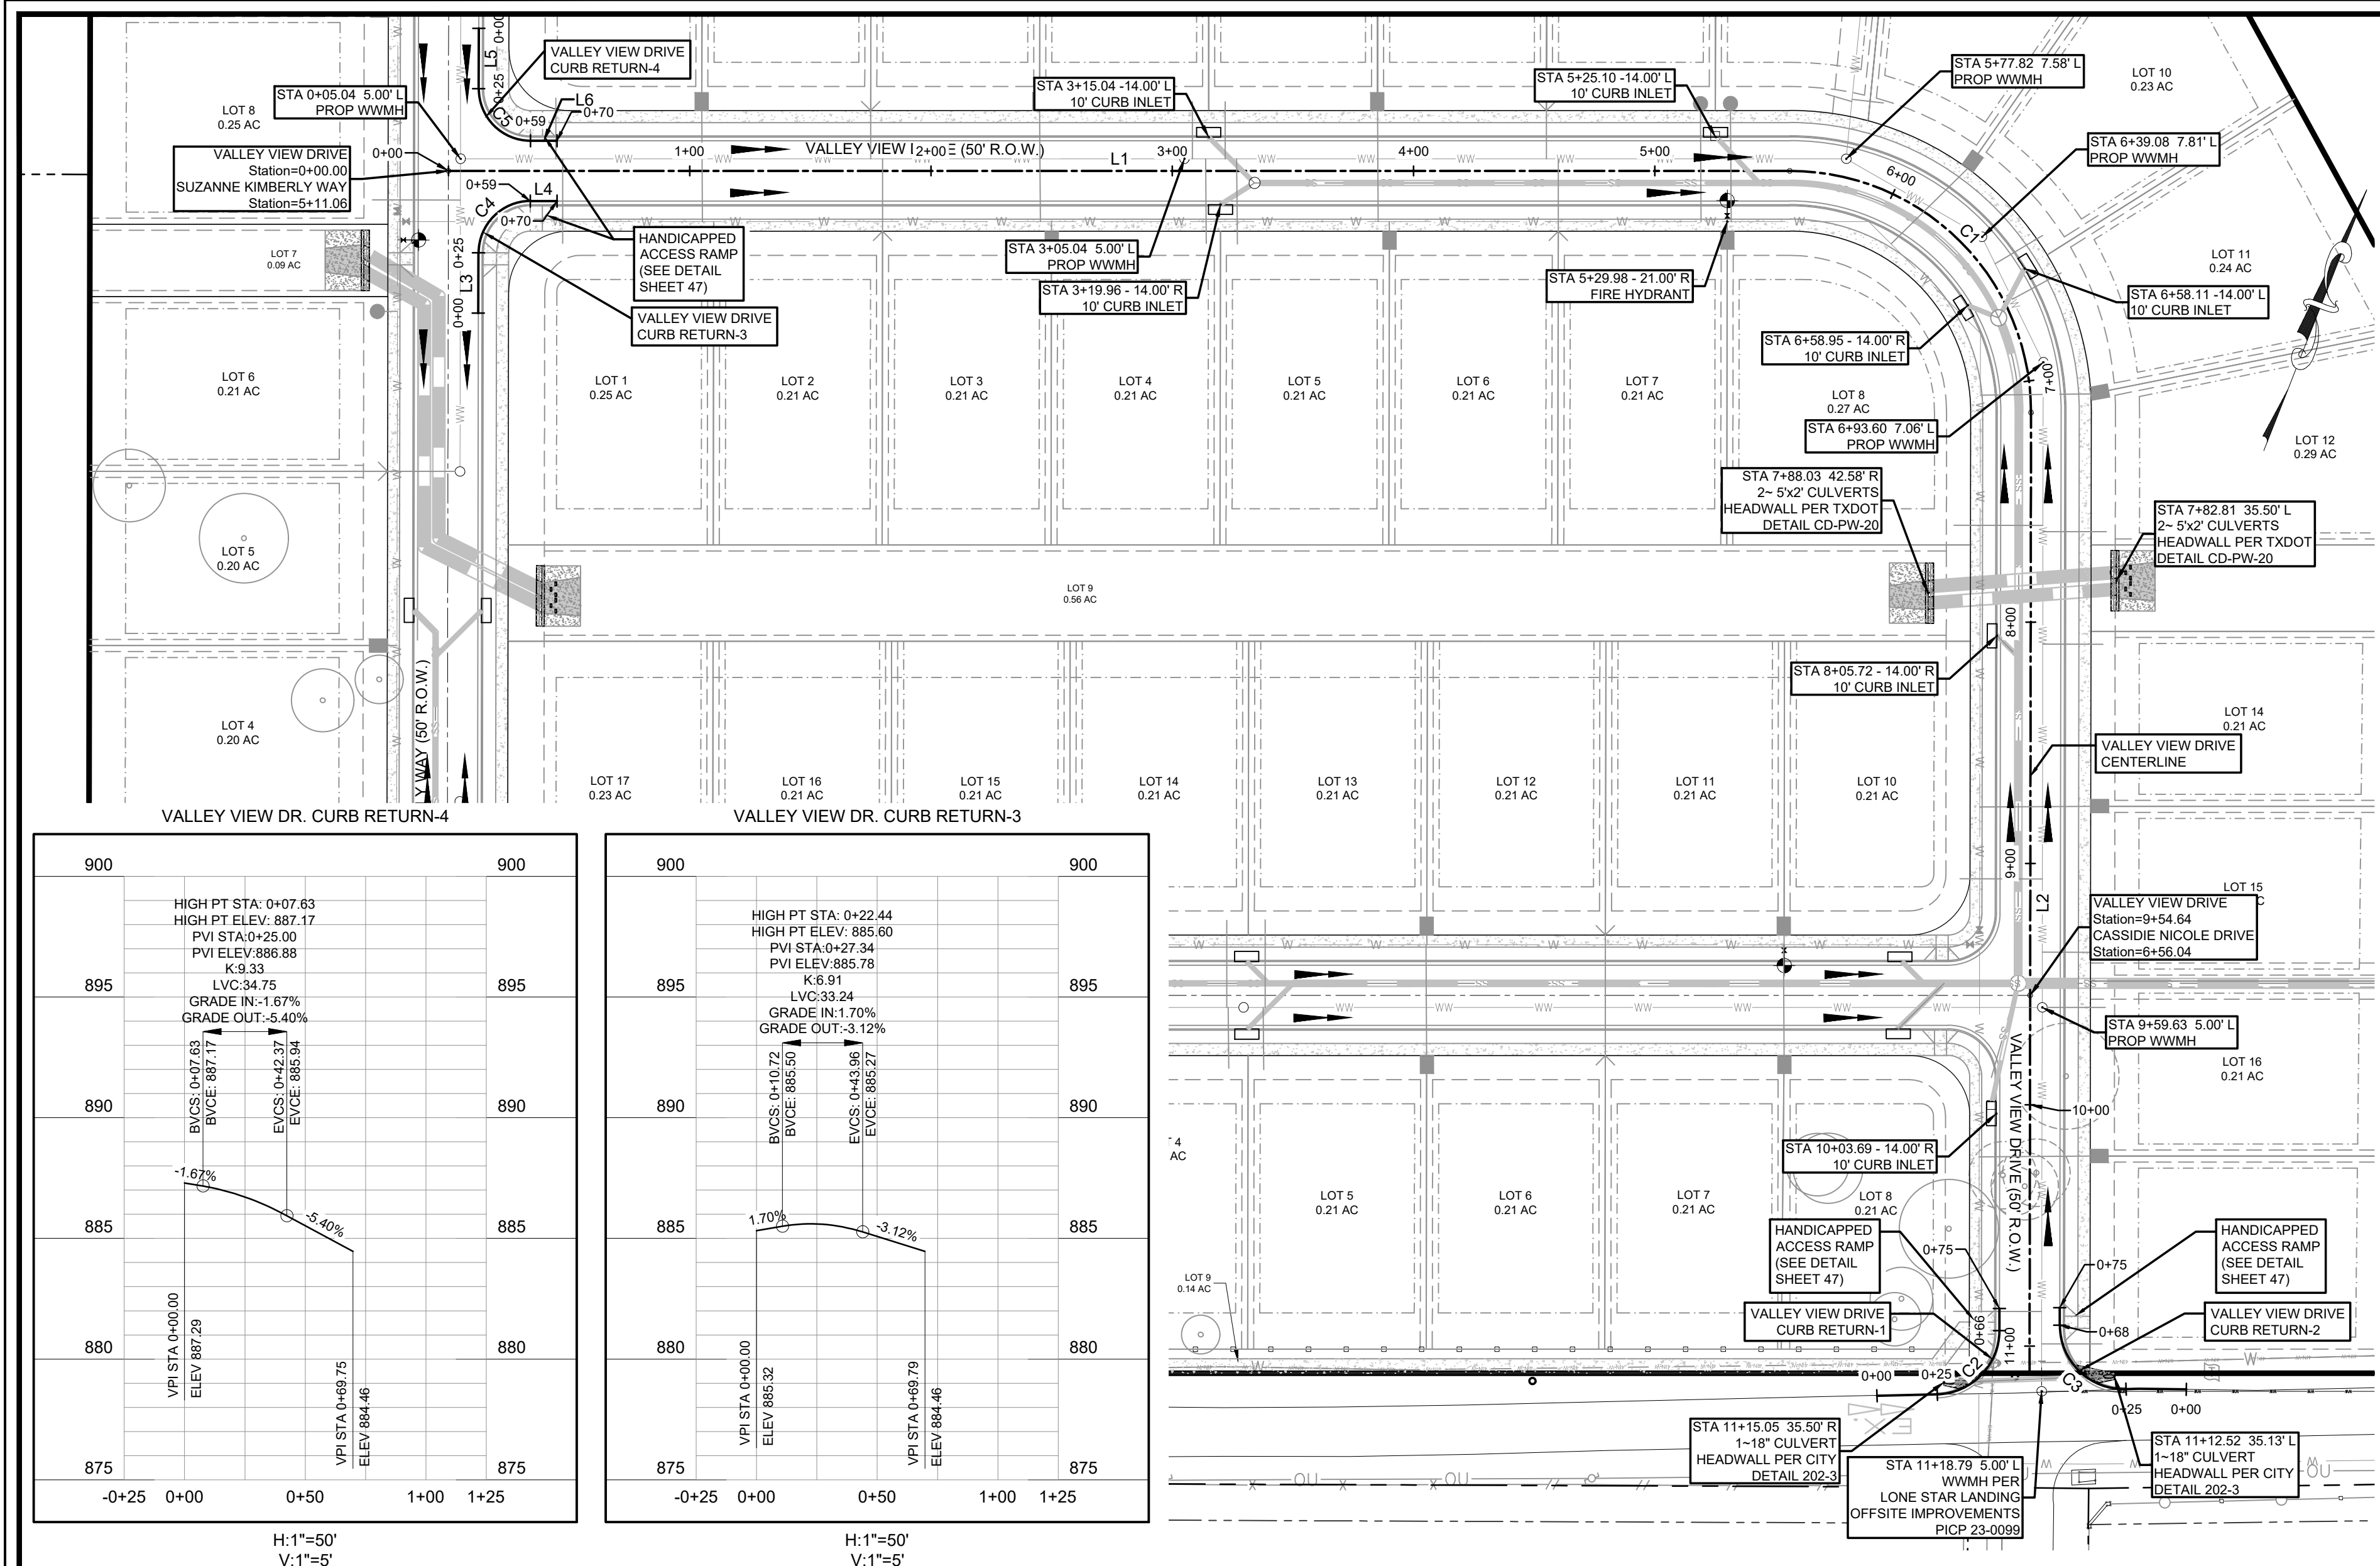 VALLEY VIEW DRIVE
CURB RETURN-4
L5
0+00
0+25
C5
0+59
L6
0+70
STA 0+05.04 5.00' L
PROP WWMH
LOT 8
0.25 AC
VALLEY VIEW DRIVE
Station=0+00.00
SUZANNE KIMBERLY WAY
Station=5+11.06
0+00
0+59
L4
C4
0+70
0+25
L3
0+00
HANDICAPPED
ACCESS RAMP
(SEE DETAIL
SHEET 47)
VALLEY VIEW DRIVE
CURB RETURN-3
STA 3+15.04 -14.00' L
10' CURB INLET
STA 5+25.10 -14.00' L
10' CURB INLET
STA 5+77.82 7.58' L
PROP WWMH
LOT 10
0.23 AC
STA 6+39.08 7.81' L
PROP WWMH
1+00
VALLEY VIEW
2+00
(50' R.O.W.)
L1
3+00
4+00
5+00
6+00
C1
7+00
STA 3+05.04 5.00' L
PROP WWMH
STA 3+19.96 - 14.00' R
10' CURB INLET
STA 5+29.98 - 21.00' R
FIRE HYDRANT
LOT 11
0.24 AC
STA 6+58.11 -14.00' L
10' CURB INLET
STA 6+58.95 - 14.00' R
10' CURB INLET
LOT 7
0.09 AC
LOT 6
0.21 AC
LOT 1
0.25 AC
LOT 2
0.21 AC
LOT 3
0.21 AC
LOT 4
0.21 AC
LOT 5
0.21 AC
LOT 6
0.21 AC
LOT 7
0.21 AC
LOT 8
0.27 AC
STA 6+93.60 7.06' L
PROP WWMH
LOT 12
0.29 AC
STA 7+88.03 42.58' R
2~ 5'x2' CULVERTS
HEADWALL PER TXDOT
DETAIL CD-PW-20
STA 7+82.81 35.50' L
2~ 5'x2' CULVERTS
HEADWALL PER TXDOT
DETAIL CD-PW-20
LOT 5
0.20 AC
LOT 9
0.56 AC
8+00
STA 8+05.72 - 14.00' R
10' CURB INLET
LOT 4
0.20 AC
Y WAY (50' R.O.W.)
LOT 14
0.21 AC
VALLEY VIEW DRIVE
CENTERLINE
LOT 17
0.23 AC
LOT 16
0.21 AC
LOT 15
0.21 AC
LOT 14
0.21 AC
LOT 13
0.21 AC
LOT 12
0.21 AC
LOT 11
0.21 AC
LOT 10
0.21 AC
9+00
L2
LOT 15
C
VALLEY VIEW DRIVE
Station=9+54.64
CASSIDIE NICOLE DRIVE
Station=6+56.04
STA 9+59.63 5.00' L
PROP WWMH
LOT 16
0.21 AC
10+00
VALLEY VIEW DRIVE (50' R.O.W.)
STA 10+03.69 - 14.00' R
10' CURB INLET
4
AC
LOT 5
0.21 AC
LOT 6
0.21 AC
LOT 7
0.21 AC
LOT 8
0.21 AC
LOT 9
0.14 AC
HANDICAPPED
ACCESS RAMP
(SEE DETAIL
SHEET 47)
0+75
HANDICAPPED
ACCESS RAMP
(SEE DETAIL
SHEET 47)
0+75
VALLEY VIEW DRIVE
CURB RETURN-1
0+66
11+00
VALLEY VIEW DRIVE
CURB RETURN-2
0+68
0+00
0+25
C2
C3
0+25
0+00
STA 11+15.05 35.50' R
1~18" CULVERT
HEADWALL PER CITY
DETAIL 202-3
STA 11+18.79 5.00' L
WWMH PER
LONE STAR LANDING
OFFSITE IMPROVEMENTS
PICP 23-0099
STA 11+12.52 35.13' L
1~18" CULVERT
HEADWALL PER CITY
DETAIL 202-3
OU
OU
OU
VALLEY VIEW DR. CURB RETURN-4
900
900
HIGH PT STA: 0+07.63
HIGH PT ELEV: 887.17
PVI STA:0+25.00
PVI ELEV:886.88
K:9.33
LVC:34.75
GRADE IN:-1.67%
GRADE OUT:-5.40%
895
895
BVCS: 0+07.63
BVCE: 887.17
EVCS: 0+42.37
EVCE: 885.94
890
890
-1.67%
-5.40%
885
885
VPI STA 0+00.00
ELEV 887.29
VPI STA 0+69.75
ELEV 884.46
880
880
875
875
-0+25
0+00
0+50
1+00
1+25
H:1"=50'
V:1"=5'
VALLEY VIEW DR. CURB RETURN-3
900
900
HIGH PT STA: 0+22.44
HIGH PT ELEV: 885.60
PVI STA:0+27.34
PVI ELEV:885.78
K:6.91
LVC:33.24
GRADE IN:1.70%
GRADE OUT:-3.12%
895
895
BVCS: 0+10.72
BVCE: 885.50
EVCS: 0+43.96
EVCE: 885.27
890
890
1.70%
-3.12%
885
885
VPI STA 0+00.00
ELEV 885.32
VPI STA 0+69.79
ELEV 884.46
880
880
875
875
-0+25
0+00
0+50
1+00
1+25
H:1"=50'
V:1"=5'